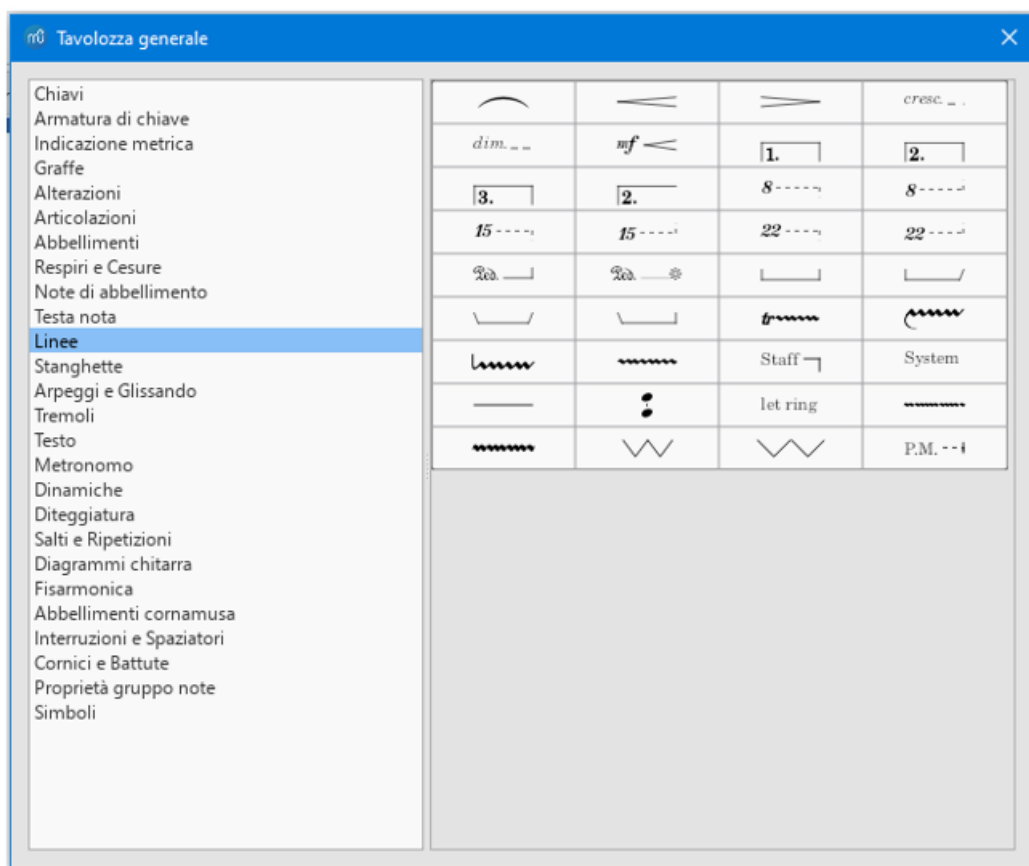 Tavolozza generale
Chiavi
Armatura di chiave
Indicazione metrica
Graffe
Alterazioni
Articolazioni
Abbellimenti
Respiri e Cesure
Note di abbellimento
Testa nota
Linee
Stanghette
Arpeggi e Glissando
Tremoli
Testo
Metronomo
Dinamiche
Diteggiatura
Salti e Ripetizioni
Diagrammi chitarra
Fisarmonica
Abbellimenti cornamusa
Interruzioni e Spaziatori
Cornici e Battute
Proprietà gruppo note
Simboli
cresc.
dim. mf 1. 2.
3. 2. 8 8
15 15 22 22
Ped. Ped.
tr
Staff System
let ring
P.M.